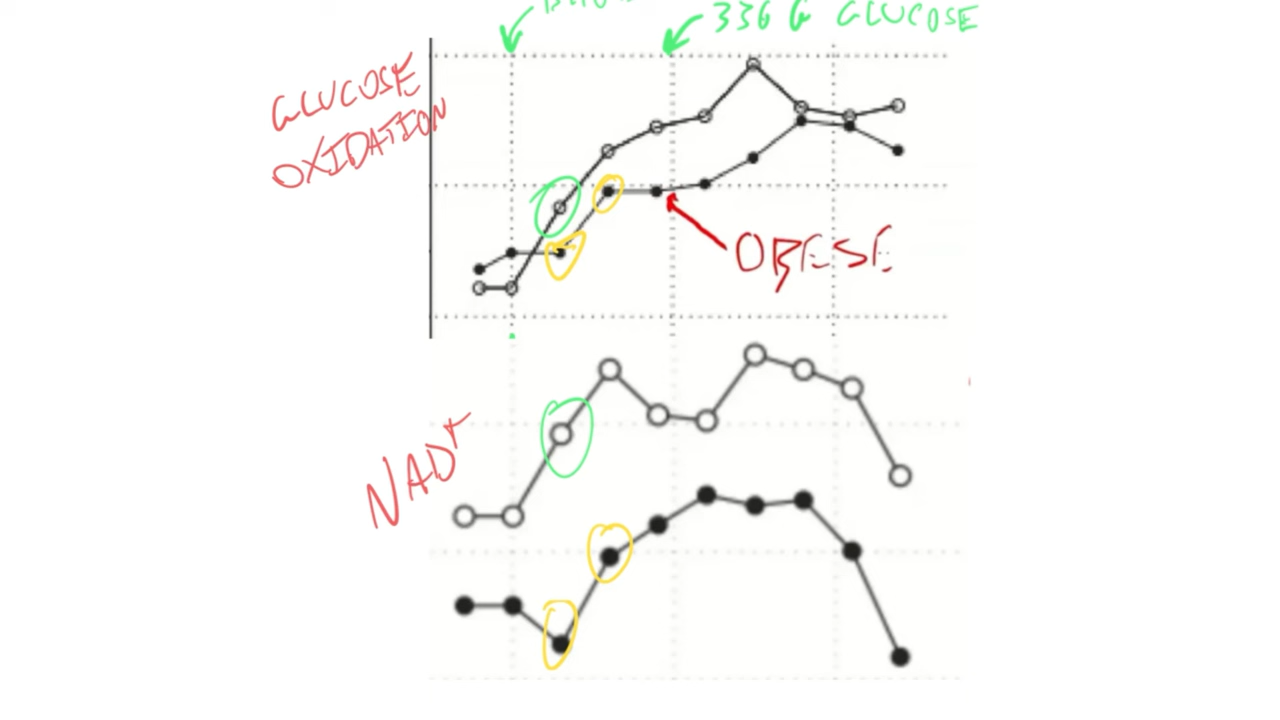 336 G GLUCOSE
GLUCOSE
OXIDATION
OBESE
NAD+